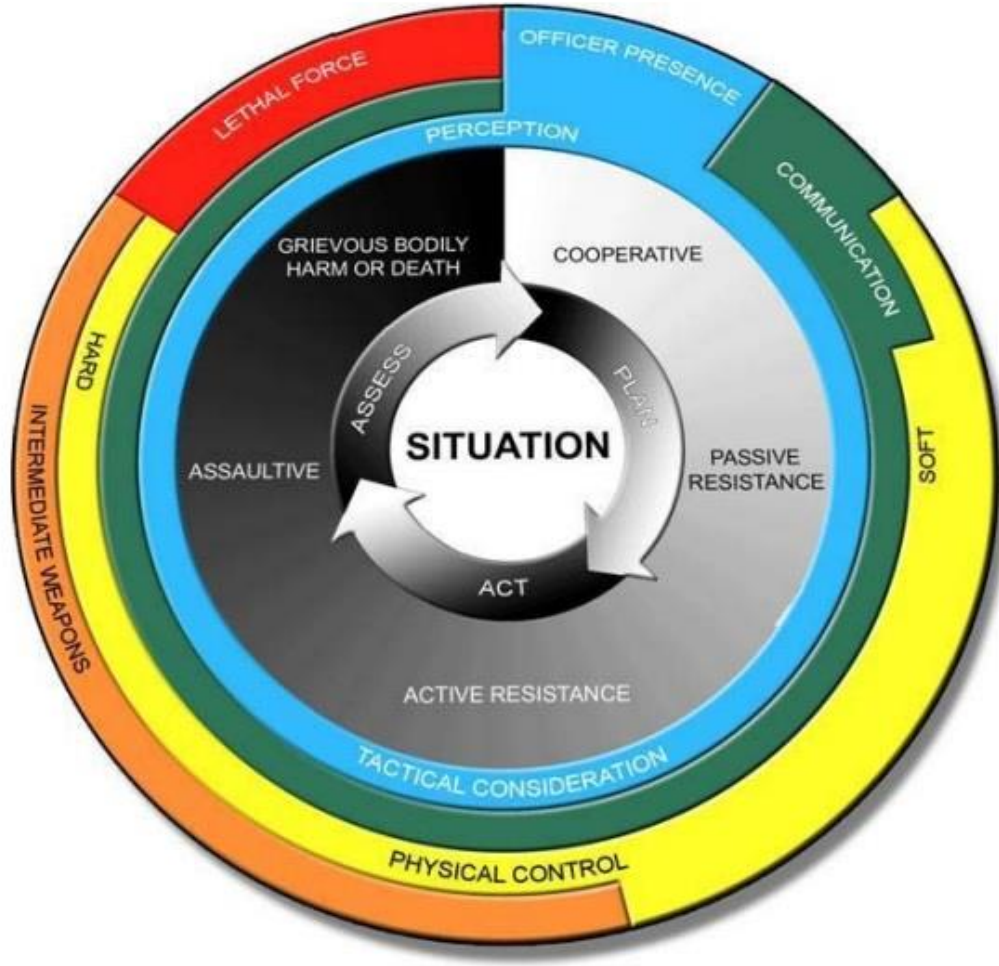 LETHAL FORCE
OFFICER PRESENCE
PERCEPTION
COMMUNICATION
GRIEVOUS BODILY
HARM OR DEATH
COOPERATIVE
ASSESS
PLAN
HARD
SITUATION
SOFT
ASSAULTIVE
PASSIVE
RESISTANCE
INTERMEDIATE WEAPONS
ACT
ACTIVE RESISTANCE
TACTICAL CONSIDERATION
PHYSICAL CONTROL